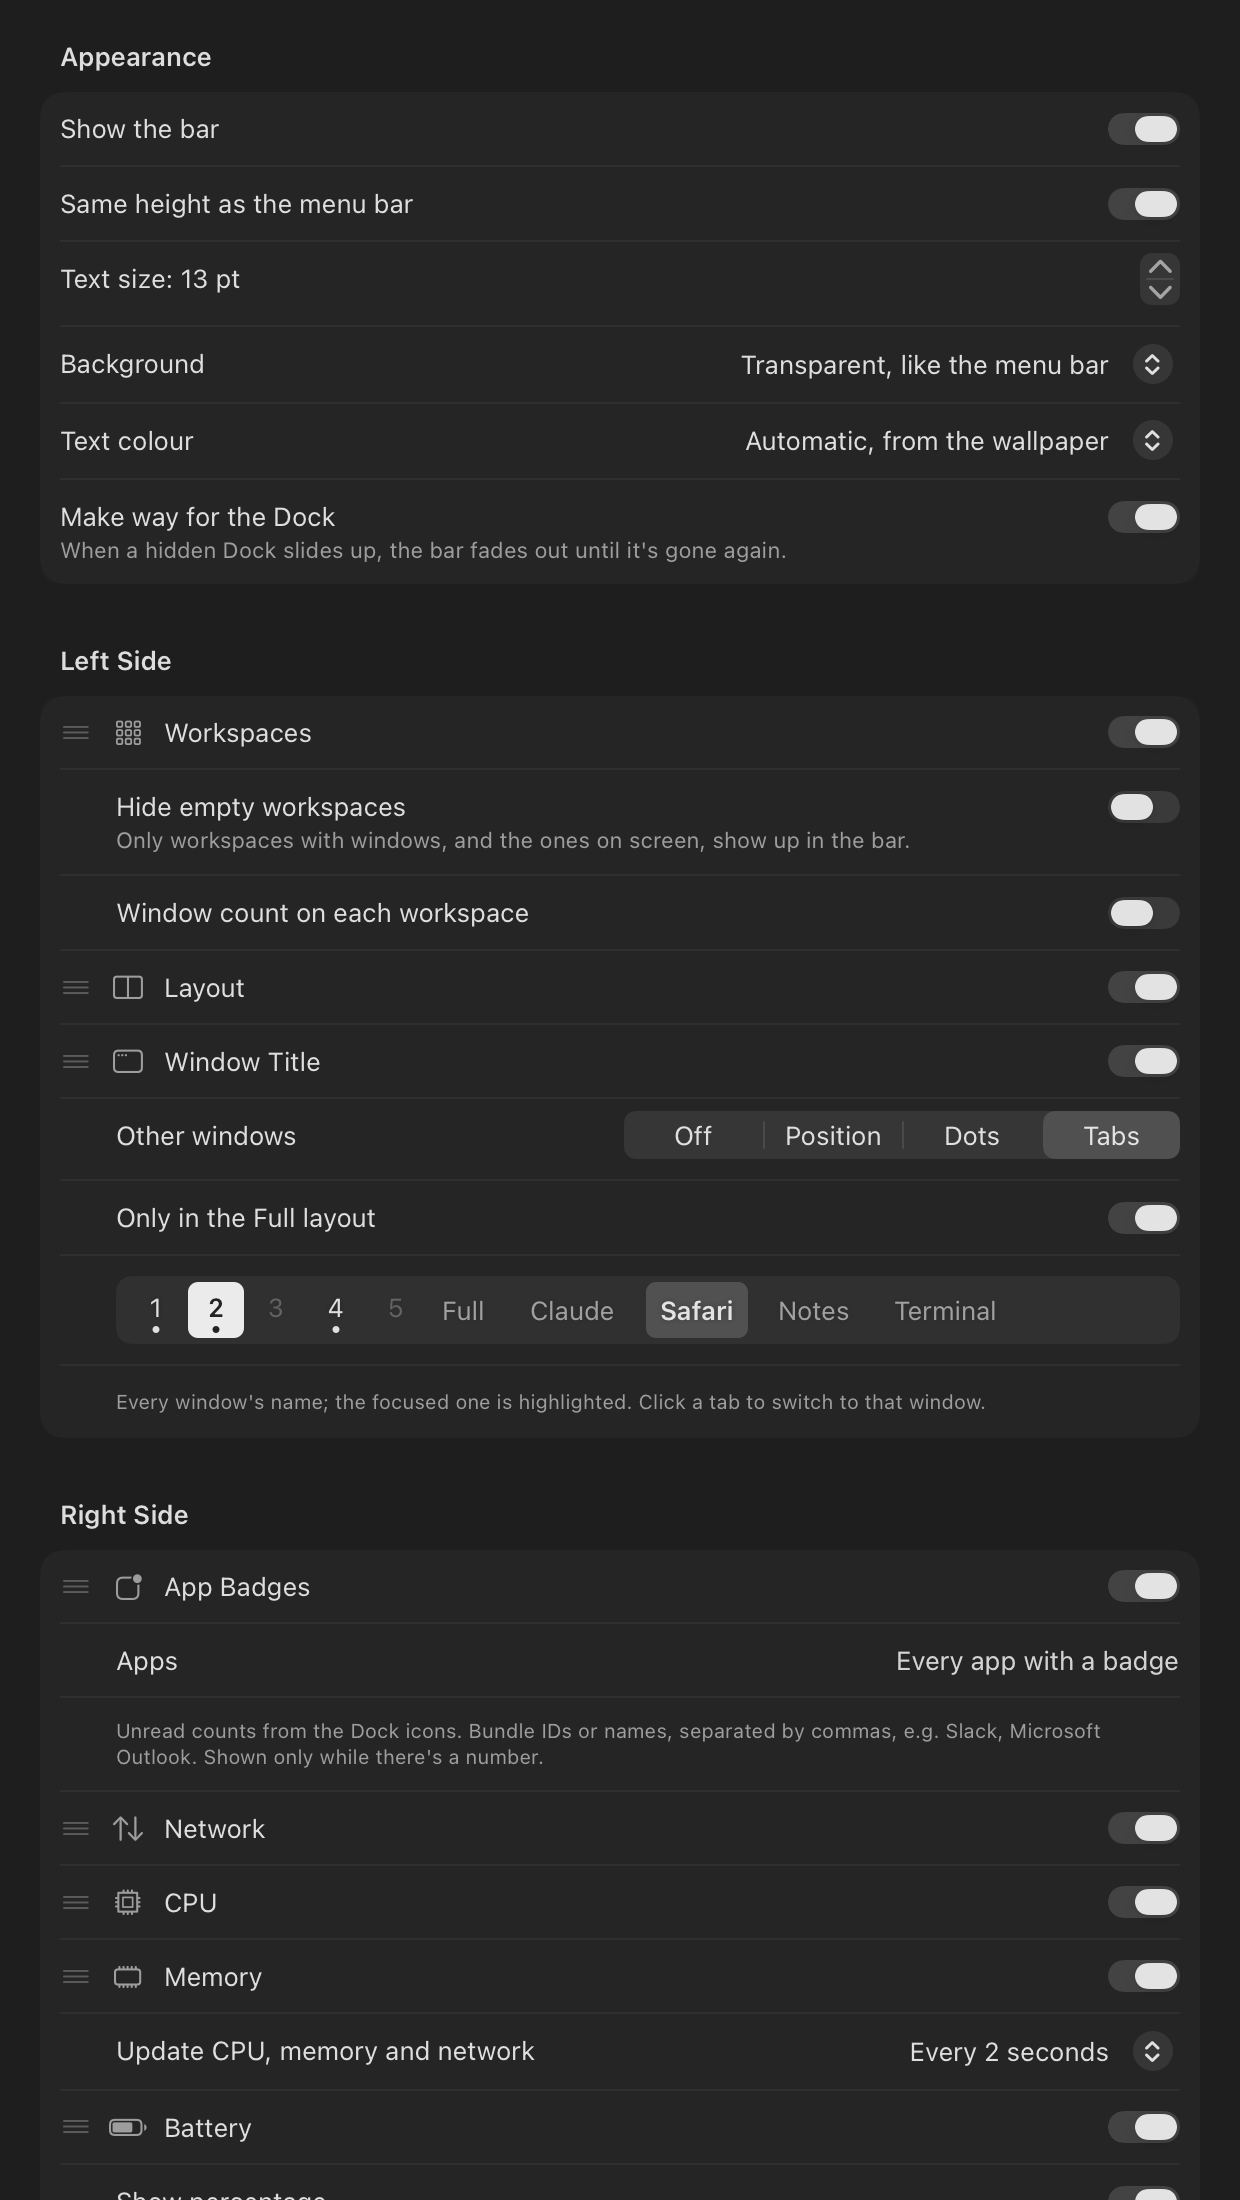 Appearance
Show the bar
Same height as the menu bar
Text size: 13 pt
Background
Transparent, like the menu bar
Text colour
Automatic, from the wallpaper
Make way for the Dock
When a hidden Dock slides up, the bar fades out until it's gone again.
Left Side
Workspaces
Hide empty workspaces
Only workspaces with windows, and the ones on screen, show up in the bar.
Window count on each workspace
Layout
Window Title
Other windows
Off Position Dots Tabs
Only in the Full layout
1 2 3 4 5 Full Claude Safari Notes Terminal
Every window's name; the focused one is highlighted. Click a tab to switch to that window.
Right Side
App Badges
Apps
Every app with a badge
Unread counts from the Dock icons. Bundle IDs or names, separated by commas, e.g. Slack, Microsoft
Outlook. Shown only while there's a number.
Network
CPU
Memory
Update CPU, memory and network
Every 2 seconds
Battery
Show percentage